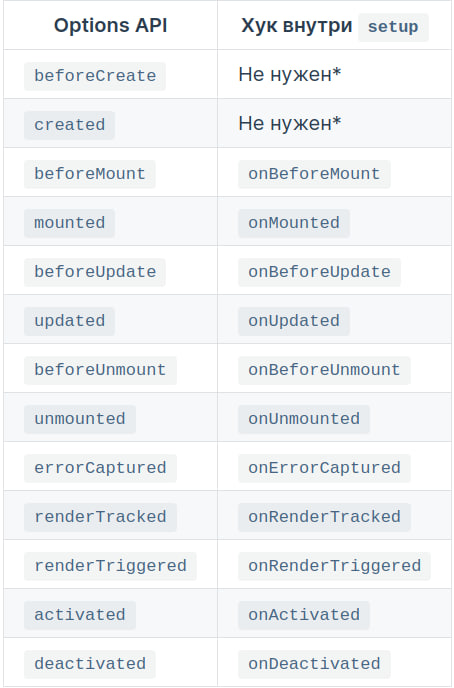 Options API Хук внутри setup
beforeCreate Не нужен*
created Не нужен*
beforeMount onBeforeMount
mounted onMounted
beforeUpdate onBeforeUpdate
updated onUpdated
beforeUnmount onBeforeUnmount
unmounted onUnmounted
errorCaptured onErrorCaptured
renderTracked onRenderTracked
renderTriggered onRenderTriggered
activated onActivated
deactivated onDeactivated